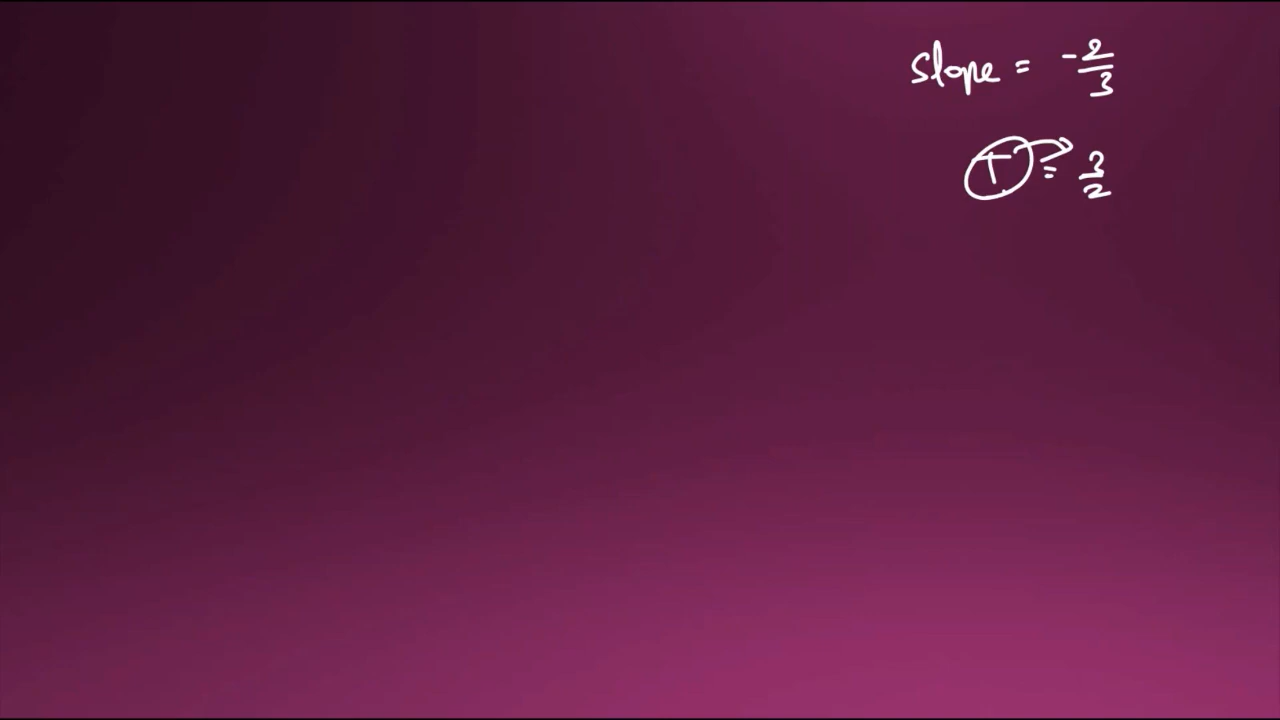 slope = -2/3
T = 3/2